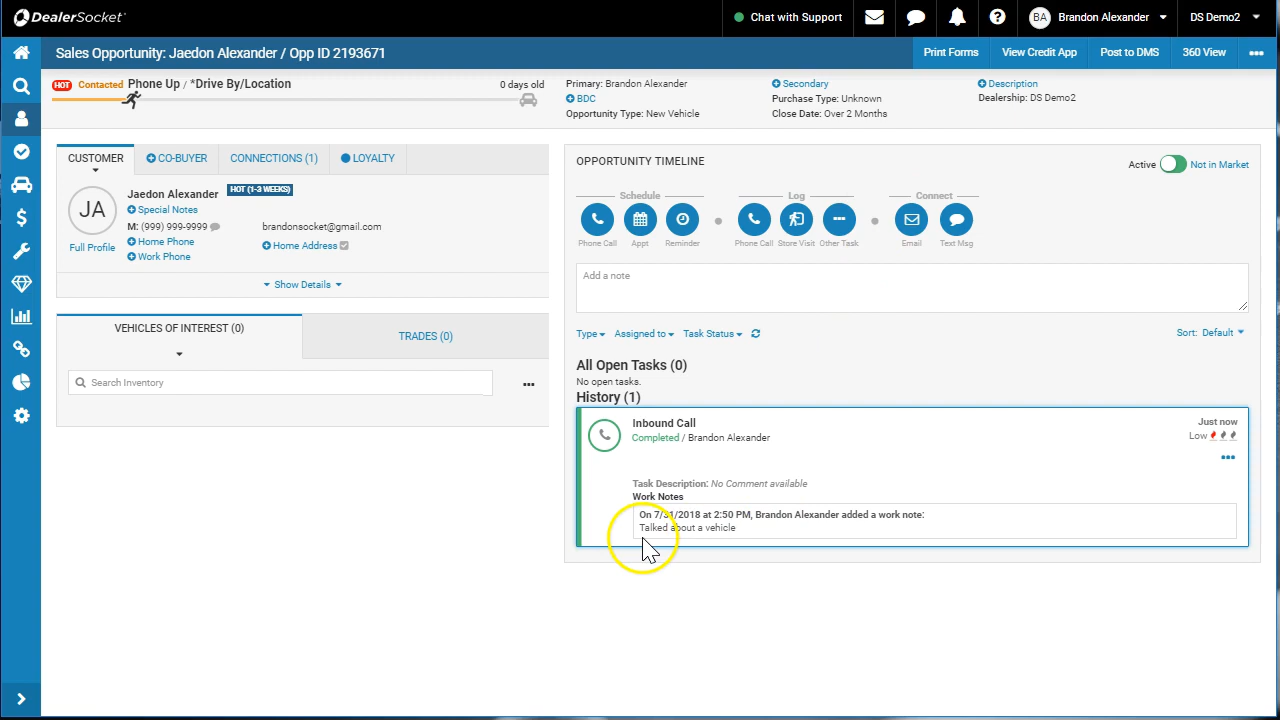 DealerSocket
Chat with Support
BA
Brandon Alexander
DS Demo2
Sales Opportunity: Jaedon Alexander / Opp ID 2193671
Print Forms
View Credit App
Post to DMS
360 View
HOT Contacted Phone Up / *Drive By/Location
0 days old
Primary: Brandon Alexander
BDC
Opportunity Type: New Vehicle
Secondary
Purchase Type: Unknown
Close Date: Over 2 Months
Description
Dealership: DS Demo2
CUSTOMER
CO-BUYER
CONNECTIONS (1)
LOYALTY
JA
Full Profile
Jaedon Alexander
HOT (1-3 WEEKS)
Special Notes
M: (999) 999-9999
brandonsocket@gmail.com
Home Phone
Home Address
Work Phone
Show Details
VEHICLES OF INTEREST (0)
TRADES (0)
Search Inventory
OPPORTUNITY TIMELINE
Active
Not in Market
Schedule
Log
Connect
Phone Call
Appt
Reminder
Phone Call
Store Visit
Other Task
Email
Text Msg
Add a note
Type
Assigned to
Task Status
Sort: Default
All Open Tasks (0)
No open tasks.
History (1)
Inbound Call
Just now
Completed / Brandon Alexander
Low
Task Description: No Comment available
Work Notes
On 7/31/2018 at 2:50 PM, Brandon Alexander added a work note:
Talked about a vehicle